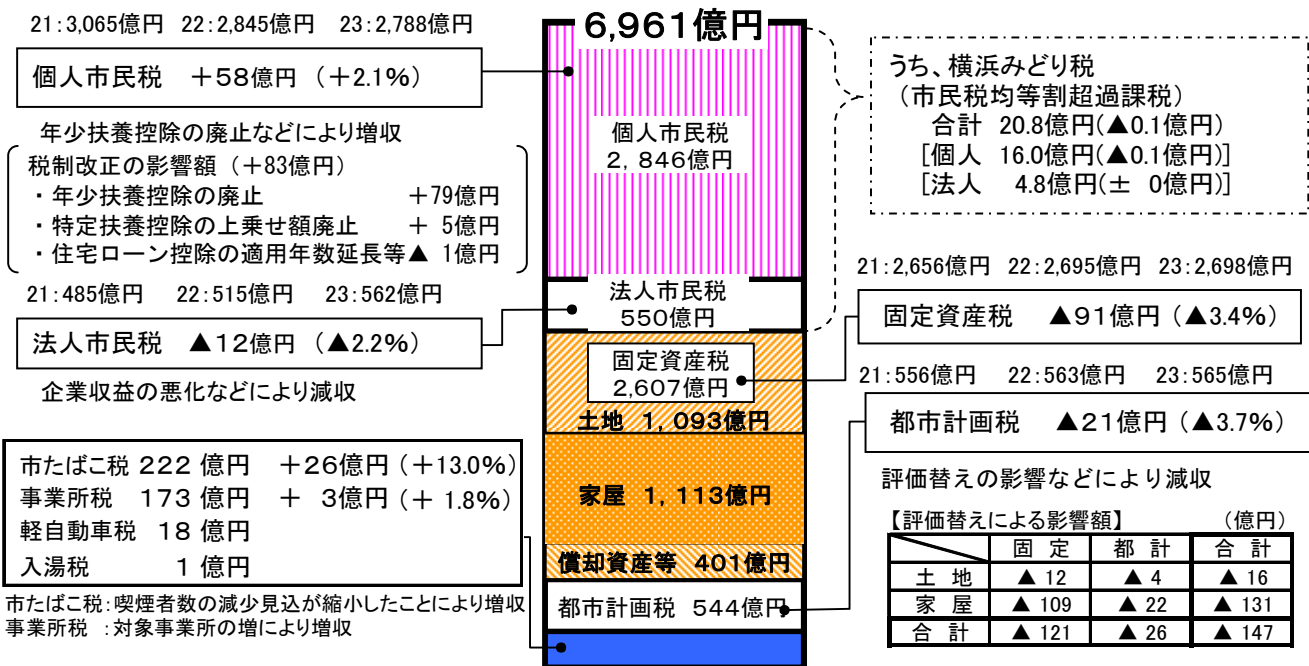 21:3,065億円 22:2,845億円 23:2,788億円
個人市民税 +58億円 (+2.1%)
年少扶養控除の廃止などにより増収
税制改正の影響額 (+83億円)
・年少扶養控除の廃止 +79億円
・特定扶養控除の上乗せ額廃止 + 5億円
・住宅ローン控除の適用年数延長等▲ 1億円
21:485億円 22:515億円 23:562億円
法人市民税 ▲12億円 (▲2.2%)
企業収益の悪化などにより減収
市たばこ税 222 億円 +26億円 (+13.0%)
事業所税 173 億円 + 3億円 (+ 1.8%)
軽自動車税 18 億円
入湯税 1 億円
市たばこ税:喫煙者数の減少見込が縮小したことにより増収
事業所税 :対象事業所の増により増収
6,961億円
個人市民税
2,846億円
法人市民税
550億円
固定資産税
2,607億円
土地 1,093億円
家屋 1,113億円
償却資産等 401億円
都市計画税 544億円
うち、横浜みどり税
(市民税均等割超過課税)
合計 20.8億円(▲0.1億円)
[個人 16.0億円(▲0.1億円)]
[法人 4.8億円(± 0億円)]
21:2,656億円 22:2,695億円 23:2,698億円
固定資産税 ▲91億円 (▲3.4%)
21:556億円 22:563億円 23:565億円
都市計画税 ▲21億円 (▲3.7%)
評価替えの影響などにより減収
【評価替えによる影響額】 (億円)
固 定 都 計 合 計
土 地 ▲ 12 ▲ 4 ▲ 16
家 屋 ▲ 109 ▲ 22 ▲ 131
合 計 ▲ 121 ▲ 26 ▲ 147